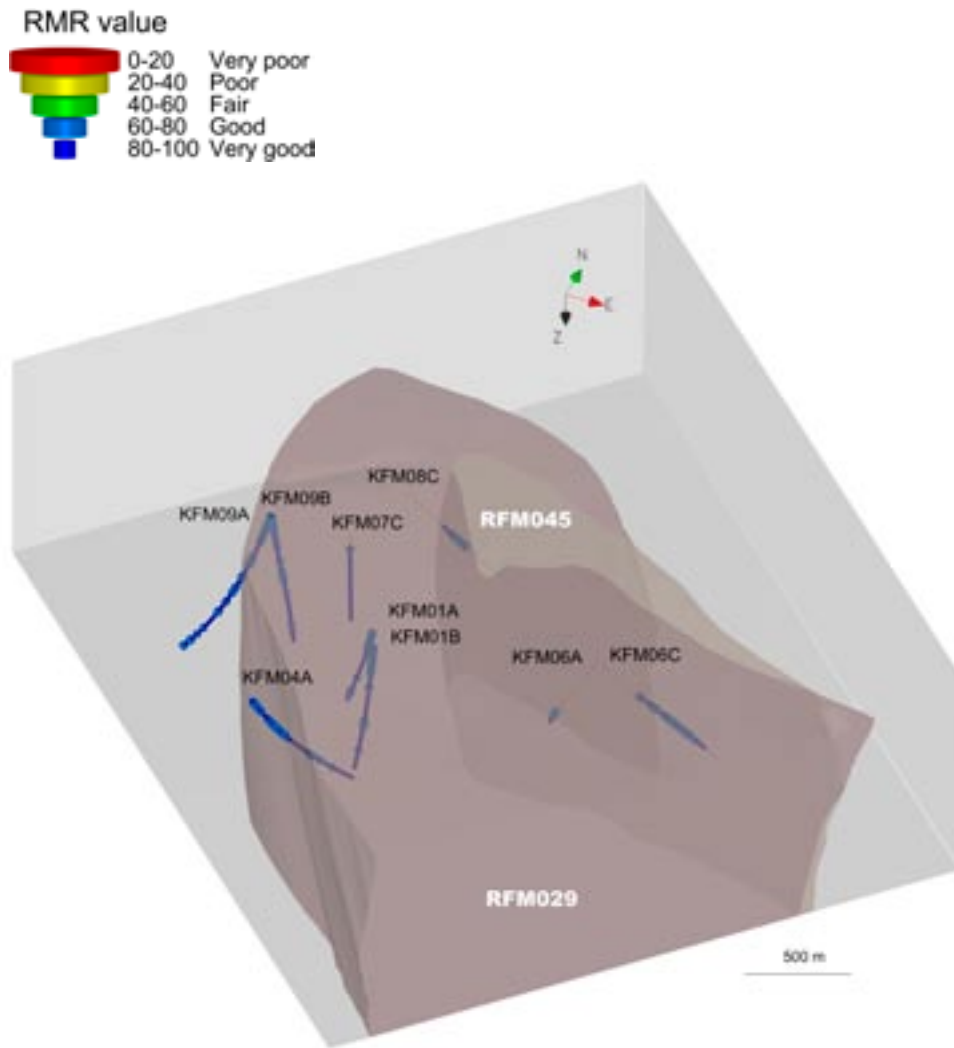 RMR value
0-20 Very poor
20-40 Poor
40-60 Fair
60-80 Good
80-100 Very good
N
E
Z
KFM08C
KFM09B
KFM09A
KFM07C
RFM045
KFM01A
KFM01B
KFM06A
KFM06C
KFM04A
RFM029
500 m